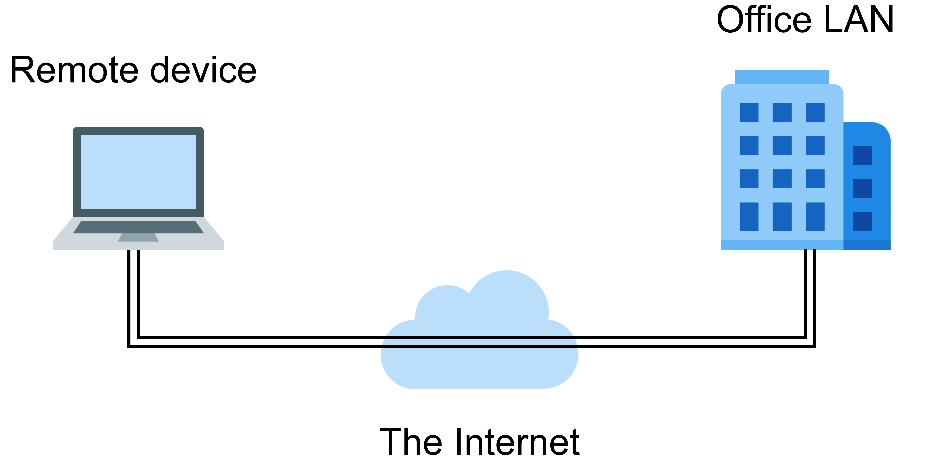 Office LAN
Remote device
The Internet